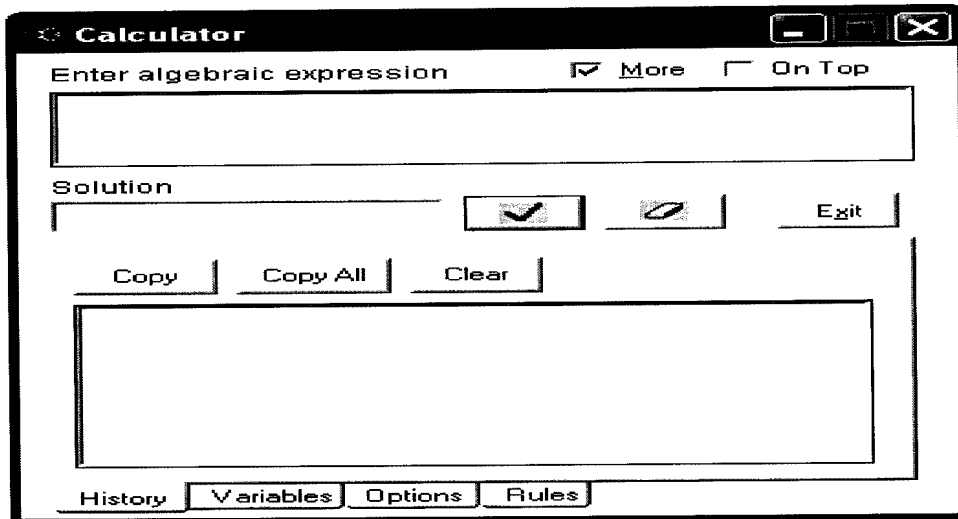 Calculator
Enter algebraic expression More On Top
Solution
Exit
Copy Copy All Clear
History Variables Options Rules